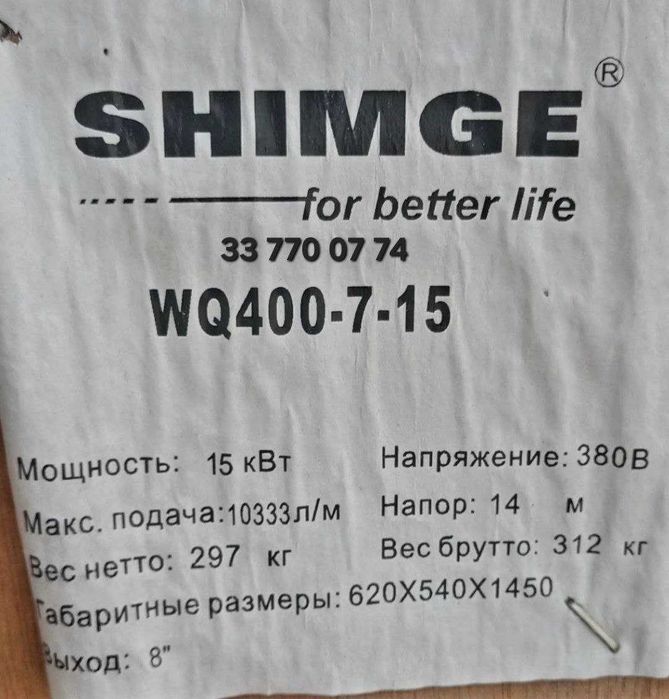 SHIMGE®
for better life
33 770 07 74
WQ400-7-15
Мощность: 15 кВт Напряжение: 380В
Макс. подача:10333л/м Напор: 14 м
Вес нетто: 297 кг Вес брутто: 312 кг
Габаритные размеры: 620X540X1450
Выход: 8"